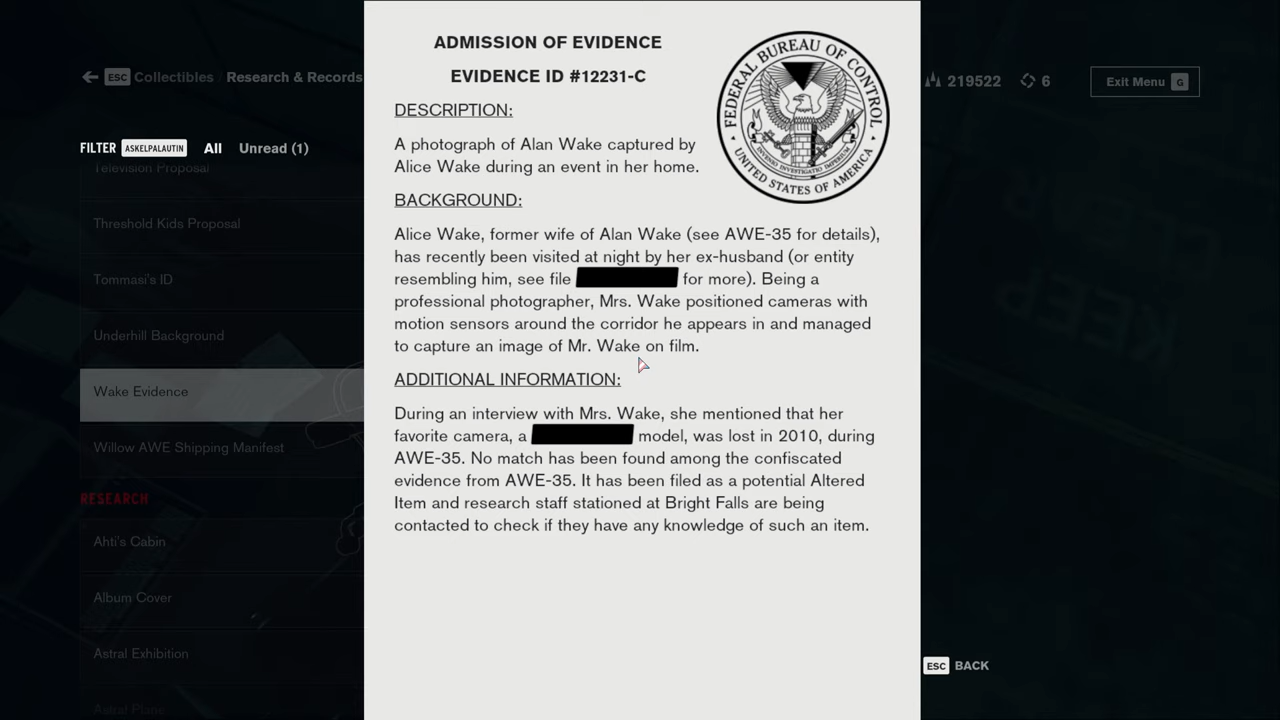 ADMISSION OF EVIDENCE
EVIDENCE ID #12231-C
FEDERAL BUREAU OF CONTROL
INVENIO INVESTIGATIO IMPERIUM
UNITED STATES OF AMERICA
ESC Collectibles / Research & Records
219522
6
Exit Menu G
FILTER ASKELPALAUTIN All Unread (1)
Television Proposal
Threshold Kids Proposal
Tommasi's ID
Underhill Background
Wake Evidence
Willow AWE Shipping Manifest
RESEARCH
Ahti's Cabin
Album Cover
Astral Exhibition
Astral Plane
DESCRIPTION:
A photograph of Alan Wake captured by
Alice Wake during an event in her home.
BACKGROUND:
Alice Wake, former wife of Alan Wake (see AWE-35 for details),
has recently been visited at night by her ex-husband (or entity
resembling him, see file for more). Being a
professional photographer, Mrs. Wake positioned cameras with
motion sensors around the corridor he appears in and managed
to capture an image of Mr. Wake on film.
ADDITIONAL INFORMATION:
During an interview with Mrs. Wake, she mentioned that her
favorite camera, a model, was lost in 2010, during
AWE-35. No match has been found among the confiscated
evidence from AWE-35. It has been filed as a potential Altered
Item and research staff stationed at Bright Falls are being
contacted to check if they have any knowledge of such an item.
KEEP
ESC BACK